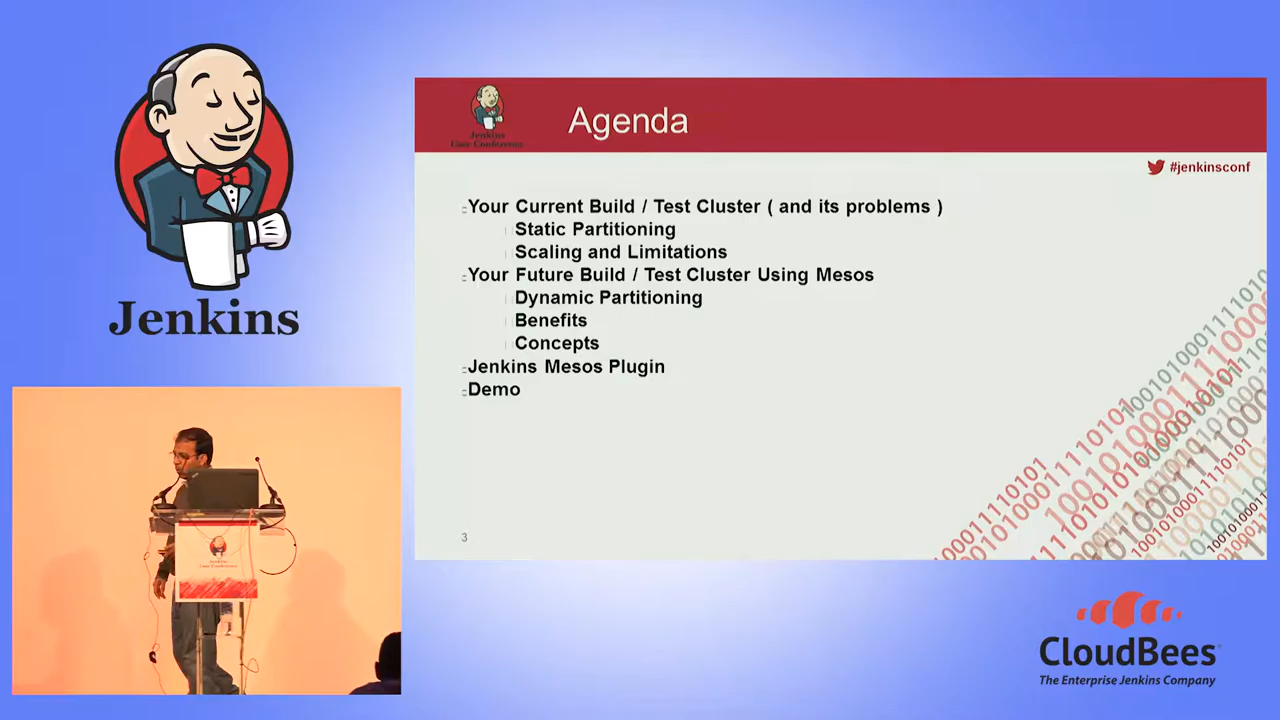 Jenkins
Jenkins
User Conference
Agenda
#jenkinsconf
Your Current Build / Test Cluster ( and its problems )
Static Partitioning
Scaling and Limitations
Your Future Build / Test Cluster Using Mesos
Dynamic Partitioning
Benefits
Concepts
Jenkins Mesos Plugin
Demo
3
CloudBees
The Enterprise Jenkins Company